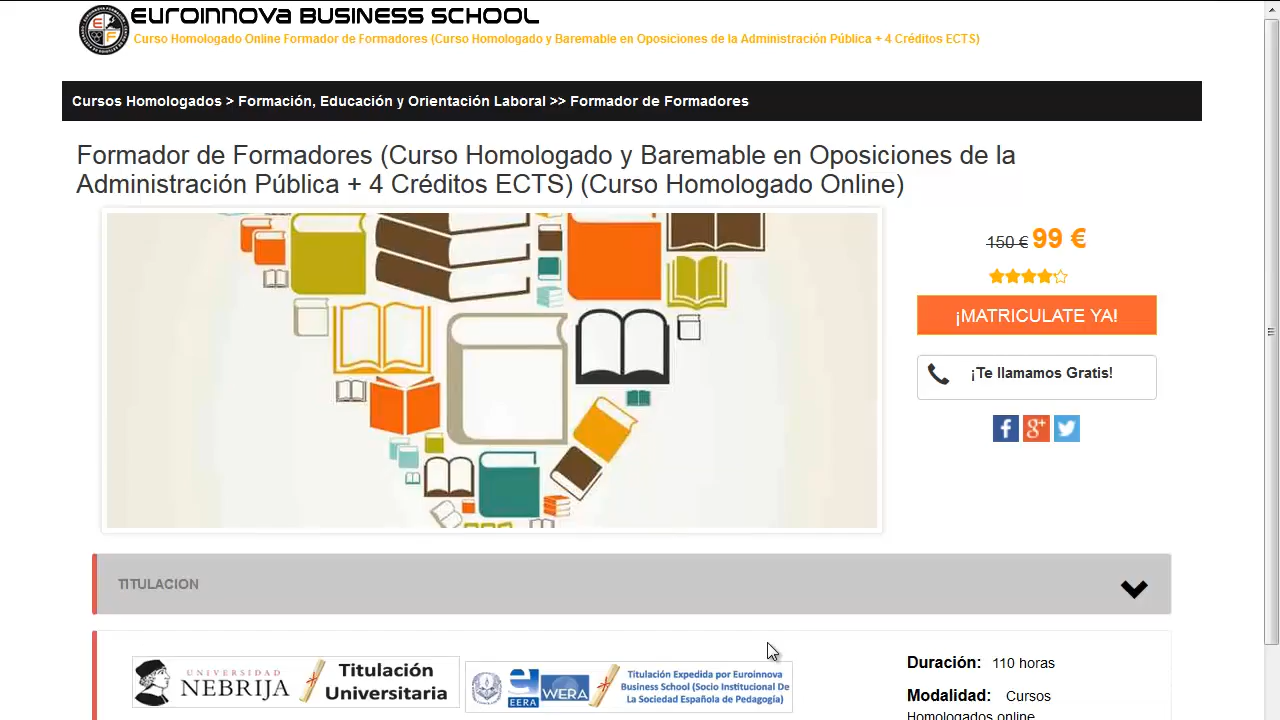 EUROINNOVA BUSINESS SCHOOL
Curso Homologado Online Formador de Formadores (Curso Homologado y Baremable en Oposiciones de la Administración Pública + 4 Créditos ECTS)
Cursos Homologados > Formación, Educación y Orientación Laboral >> Formador de Formadores
Formador de Formadores (Curso Homologado y Baremable en Oposiciones de la
Administración Pública + 4 Créditos ECTS) (Curso Homologado Online)
150 € 99 €
¡MATRICULATE YA!
¡Te llamamos Gratis!
TITULACION
UNIVERSIDAD
NEBRIJA
Titulación
Universitaria
EERA
WERA
Titulación Expedida por Euroinnova
Business School (Socio Institucional De
La Sociedad Española de Pedagogía)
Duración: 110 horas
Modalidad: Cursos
Homologados online